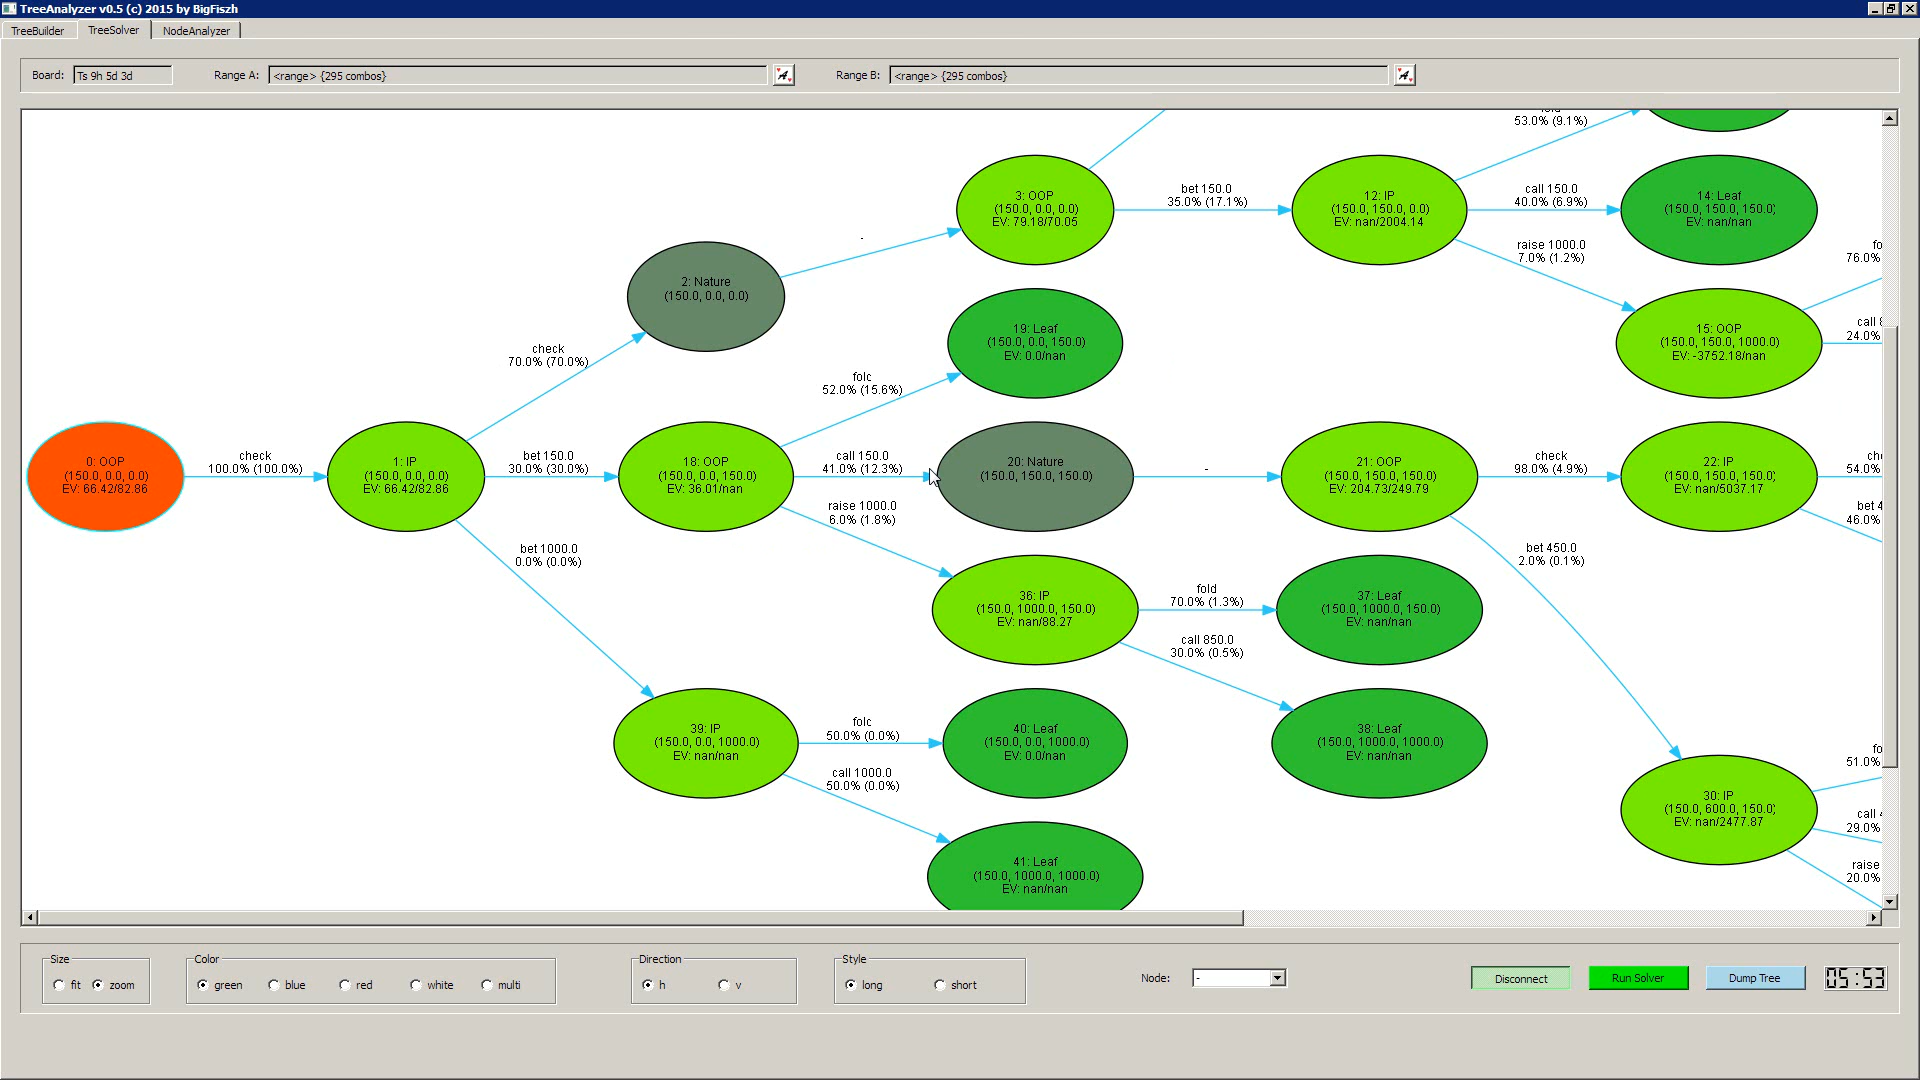 TreeAnalyzer v0.5 (c) 2015 by BigFiszh
TreeBuilder TreeSolver NodeAnalyzer
Board: Ts 9h 5d 3d Range A: <range> {295 combos} Range B: <range> {295 combos}
53.0% (9.1%)
3: OOP
(150.0, 0.0, 0.0)
EV: 79.18/70.05
bet 150.0
35.0% (17.1%)
12: IP
(150.0, 150.0, 0.0)
EV: nan/2004.14
call 150.0
40.0% (6.9%)
14: Leaf
(150.0, 150.0, 150.0)
EV: nan/nan
raise 1000.0
7.0% (1.2%)
fo
76.0%
2: Nature
(150.0, 0.0, 0.0)
-
19: Leaf
(150.0, 0.0, 150.0)
EV: 0.0/nan
15: OOP
(150.0, 150.0, 1000.0)
EV: -3752.18/nan
call 8
24.0%
check
70.0% (70.0%)
folc
52.0% (15.6%)
0: OOP
(150.0, 0.0, 0.0)
EV: 66.42/82.86
check
100.0% (100.0%)
1: IP
(150.0, 0.0, 0.0)
EV: 66.42/82.86
bet 150.0
30.0% (30.0%)
18: OOP
(150.0, 0.0, 150.0)
EV: 36.01/nan
call 150.0
41.0% (12.3%)
20: Nature
(150.0, 150.0, 150.0)
-
21: OOP
(150.0, 150.0, 150.0)
EV: 204.73/249.79
check
98.0% (4.9%)
22: IP
(150.0, 150.0, 150.0)
EV: nan/5037.17
ch
54.0%
bet 4
46.0%
raise 1000.0
6.0% (1.8%)
bet 1000.0
0.0% (0.0%)
bet 450.0
2.0% (0.1%)
36: IP
(150.0, 1000.0, 150.0)
EV: nan/88.27
fold
70.0% (1.3%)
37: Leaf
(150.0, 1000.0, 150.0)
EV: nan/nan
call 850.0
30.0% (0.5%)
39: IP
(150.0, 0.0, 1000.0)
EV: nan/nan
folc
50.0% (0.0%)
40: Leaf
(150.0, 0.0, 1000.0)
EV: 0.0/nan
38: Leaf
(150.0, 1000.0, 1000.0)
EV: nan/nan
call 1000.0
50.0% (0.0%)
fo
51.0%
30: IP
(150.0, 600.0, 150.0)
EV: nan/2477.87
call 4
29.0%
raise
20.0%
41: Leaf
(150.0, 1000.0, 1000.0)
EV: nan/nan
Size Color Direction Style
fit zoom green blue red white multi h v long short Node: - Disconnect Run Solver Dump Tree 05:53